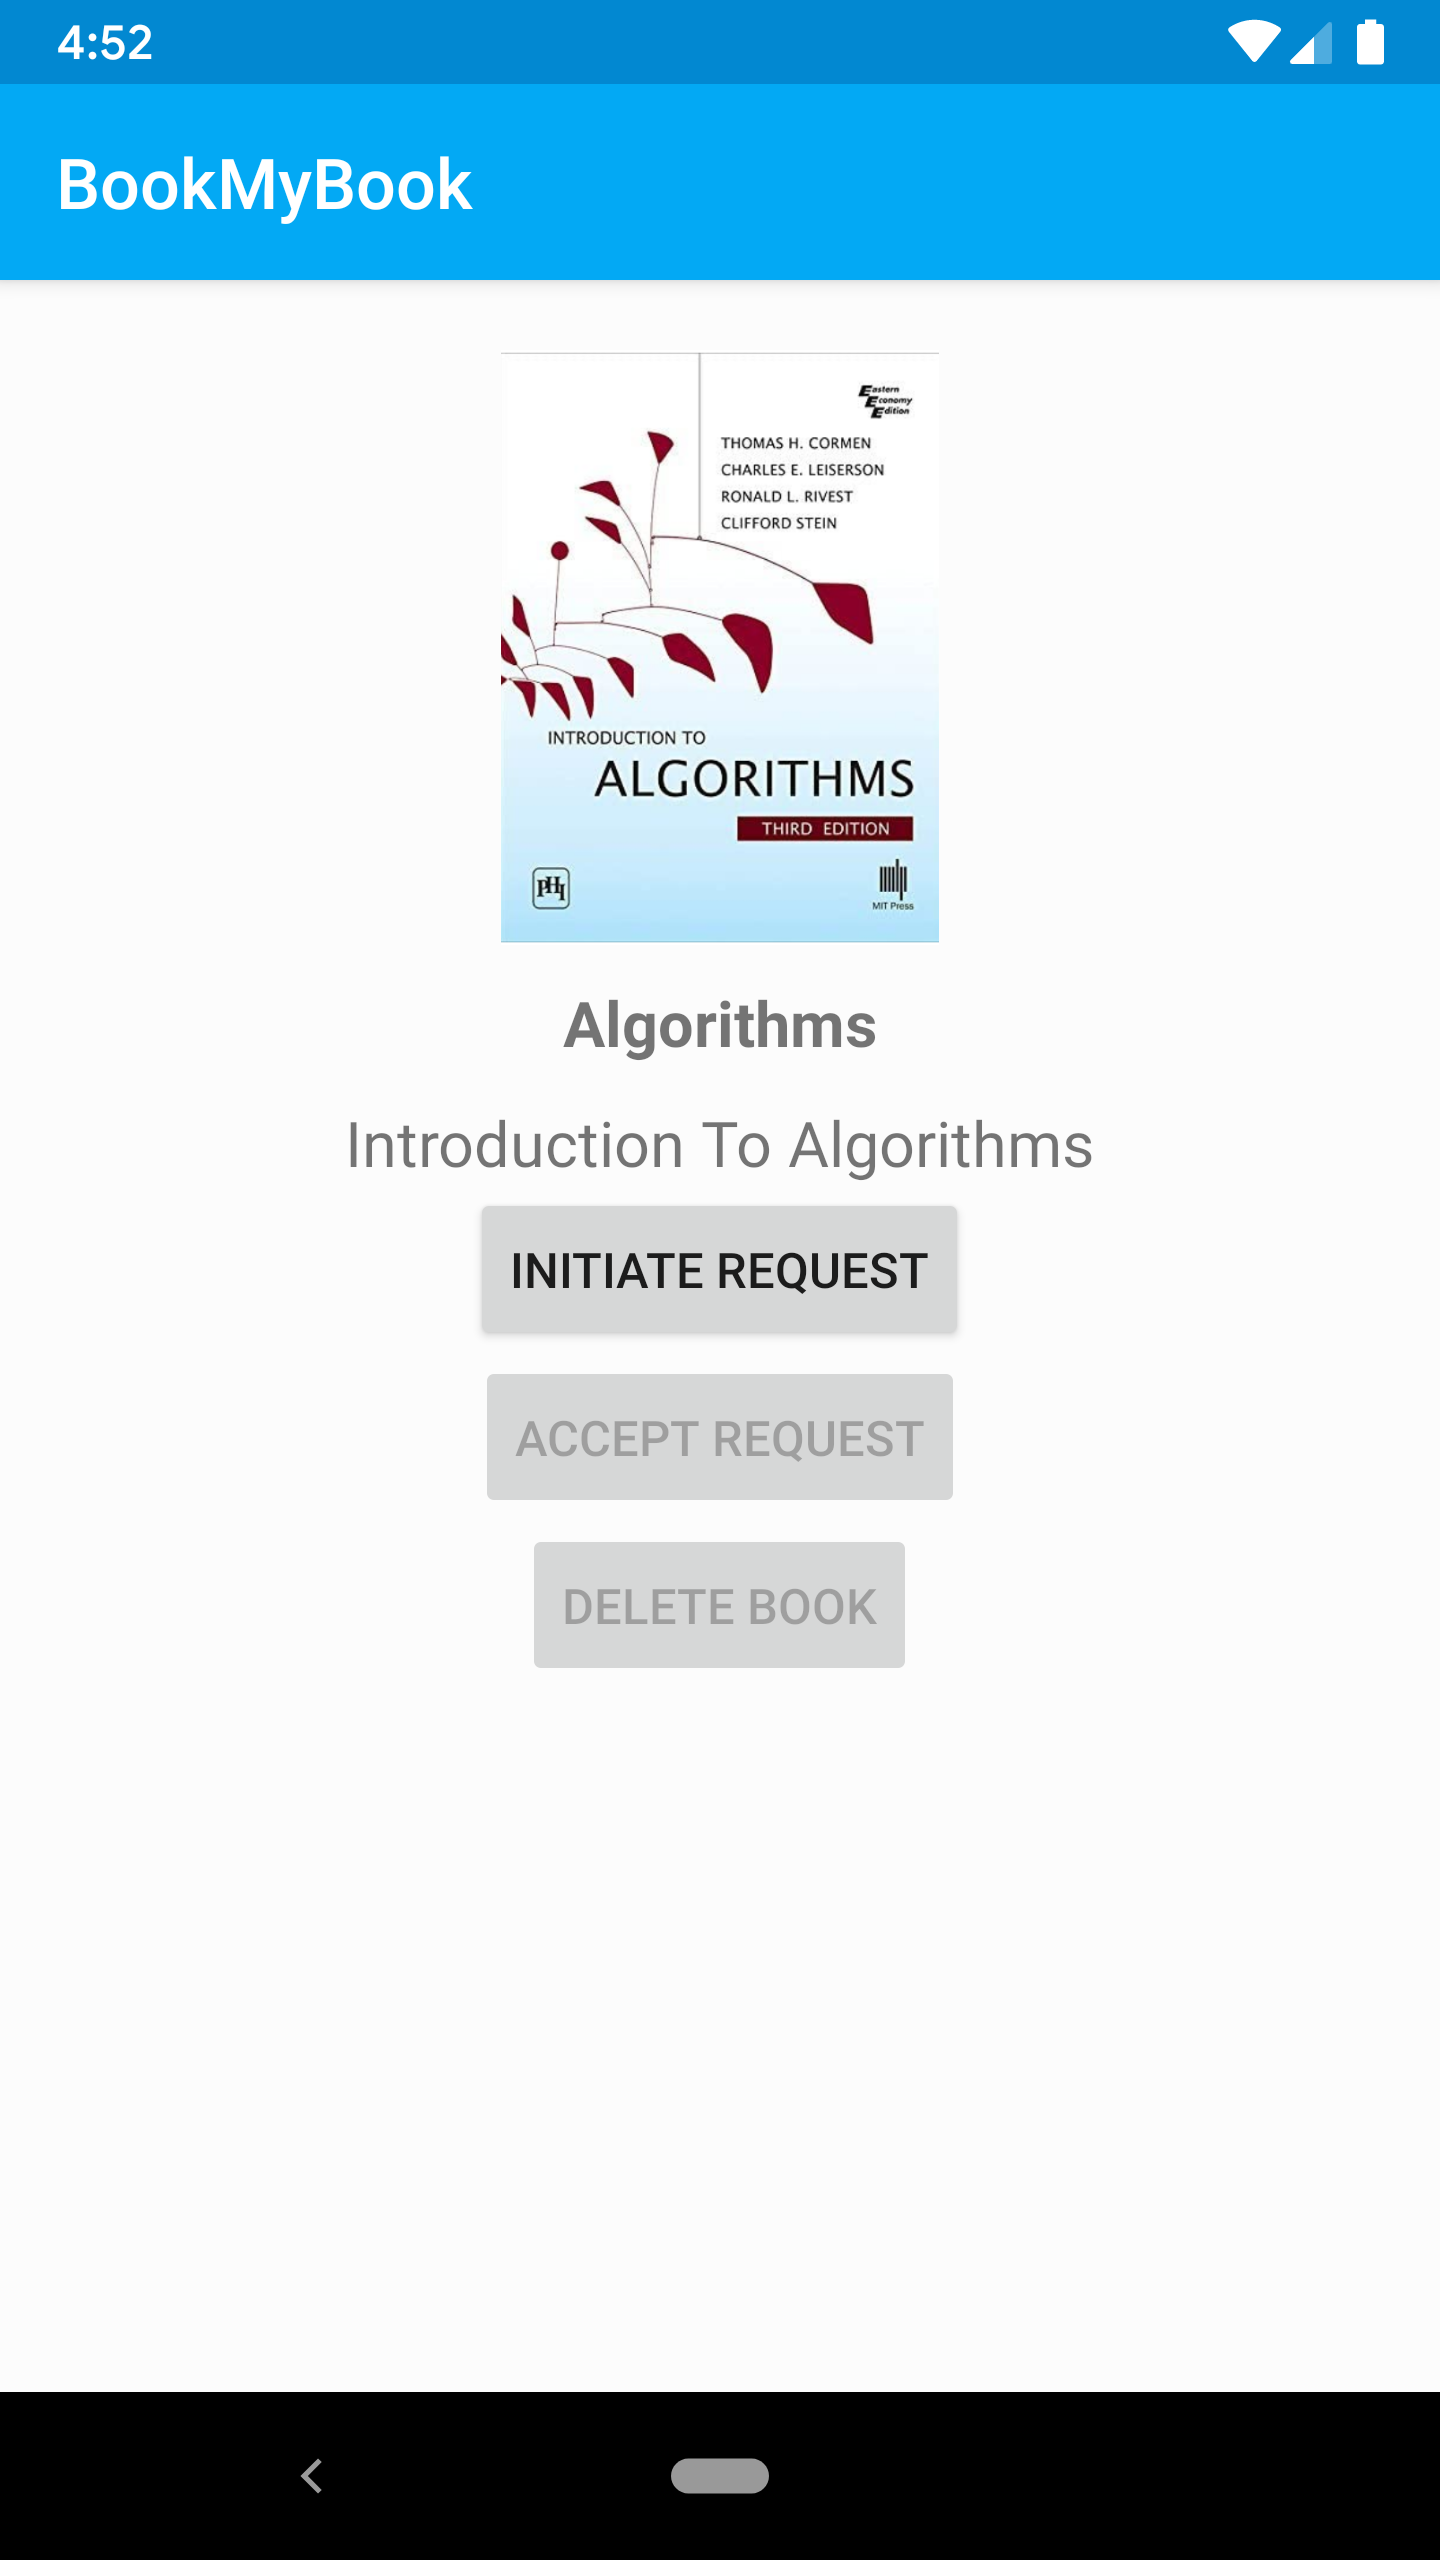 4:52
BookMyBook
Eastern
Economy
Edition
THOMAS H. CORMEN
CHARLES E. LEISERSON
RONALD L. RIVEST
CLIFFORD STEIN
INTRODUCTION TO
ALGORITHMS
THIRD EDITION
PHI
MIT Press
Algorithms
Introduction To Algorithms
INITIATE REQUEST
ACCEPT REQUEST
DELETE BOOK